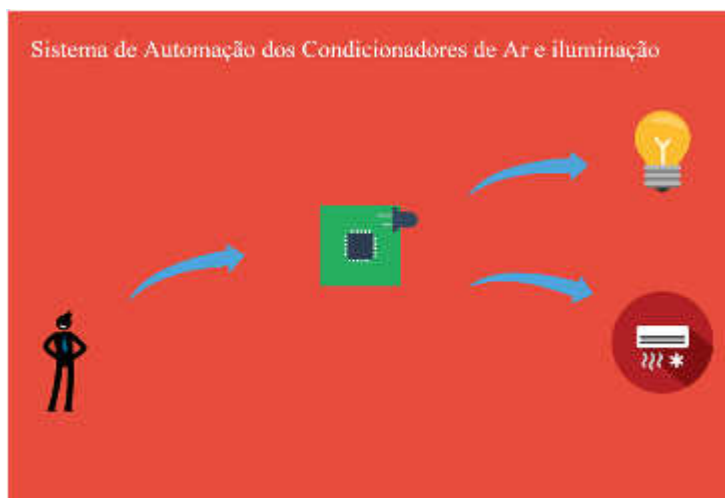 Sistema de Automação dos Condicionadores de Ar e iluminação